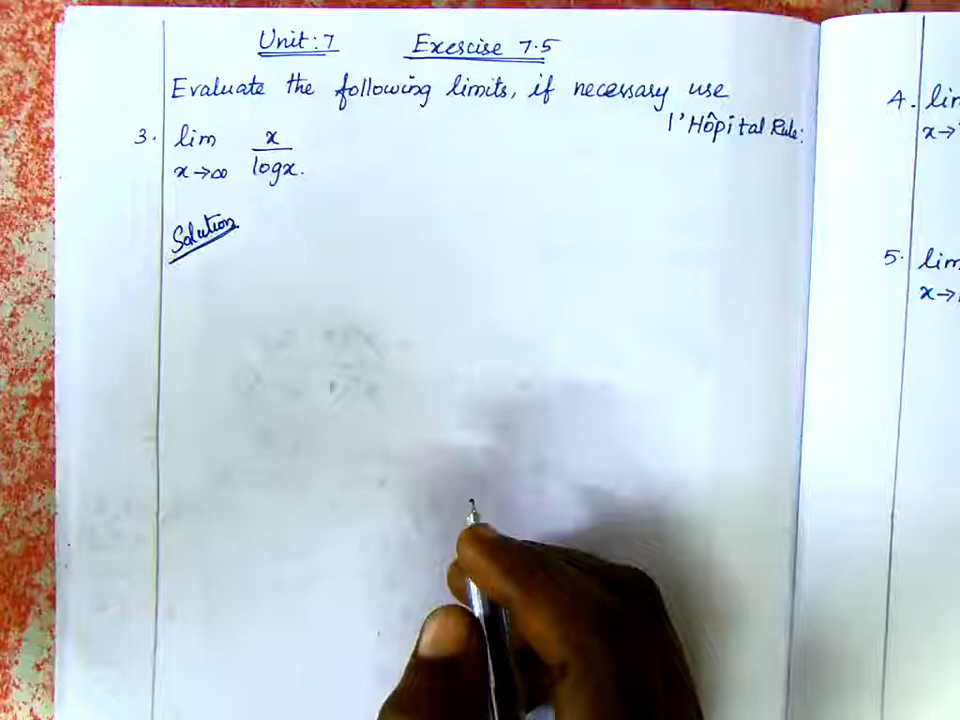 Unit: 7 Exescise 7.5
Evaluate the following limits, if necessary use
l'Hôpital Rule:
3. lim x
x→∞ logx.
Solution
4. lim
x→
5. lim
x→